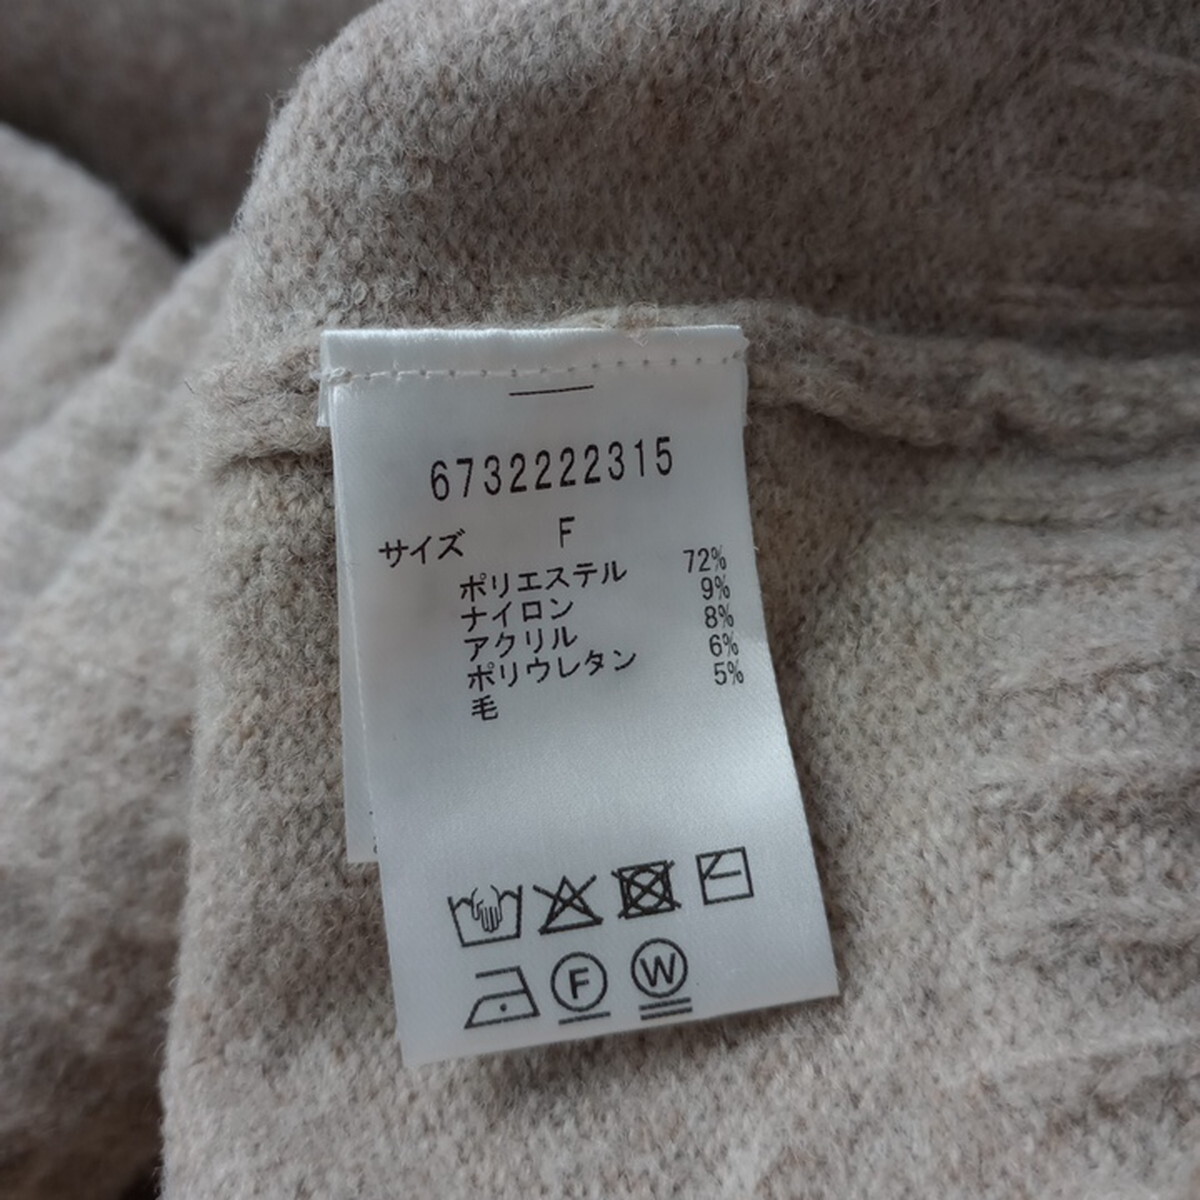 6732222315
サイズ F
ポリエステル 72%
ナイロン 9%
アクリル 8%
ポリウレタン 6%
毛 5%
F
W